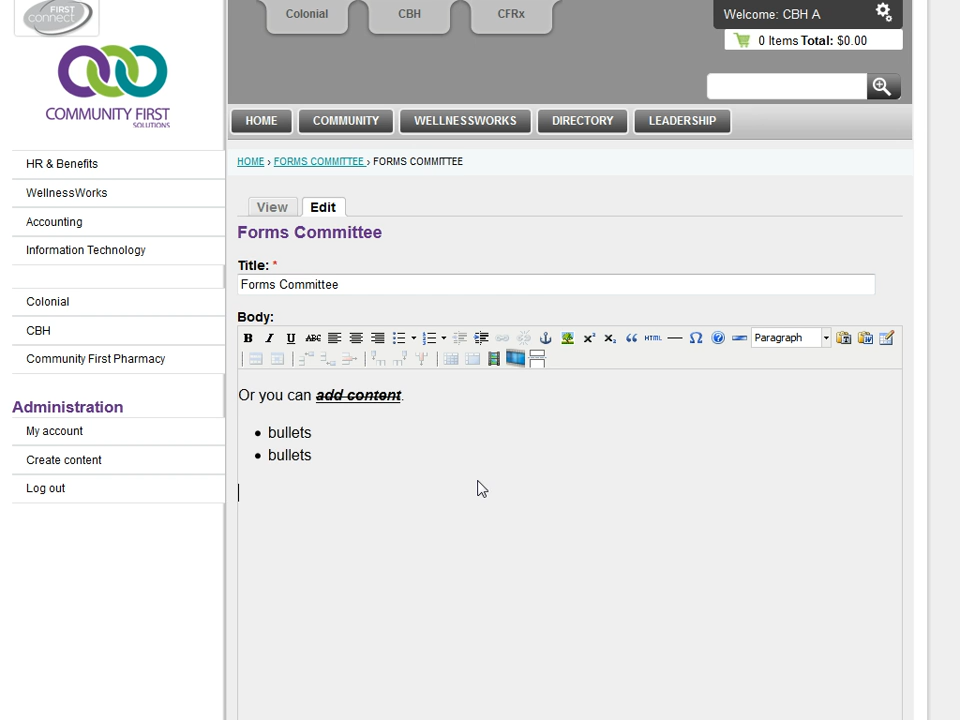 FIRST
connect
Colonial
CBH
CFRx
Welcome: CBH A
0 Items Total: $0.00
COMMUNITY FIRST
SOLUTIONS
HOME
COMMUNITY
WELLNESSWORKS
DIRECTORY
LEADERSHIP
HR & Benefits
WellnessWorks
Accounting
Information Technology
Colonial
CBH
Community First Pharmacy
Administration
My account
Create content
Log out
HOME › FORMS COMMITTEE › FORMS COMMITTEE
View
Edit
Forms Committee
Title: *
Forms Committee
Body:
B I U ABC HTML Ω Paragraph
Or you can add content.
• bullets
• bullets